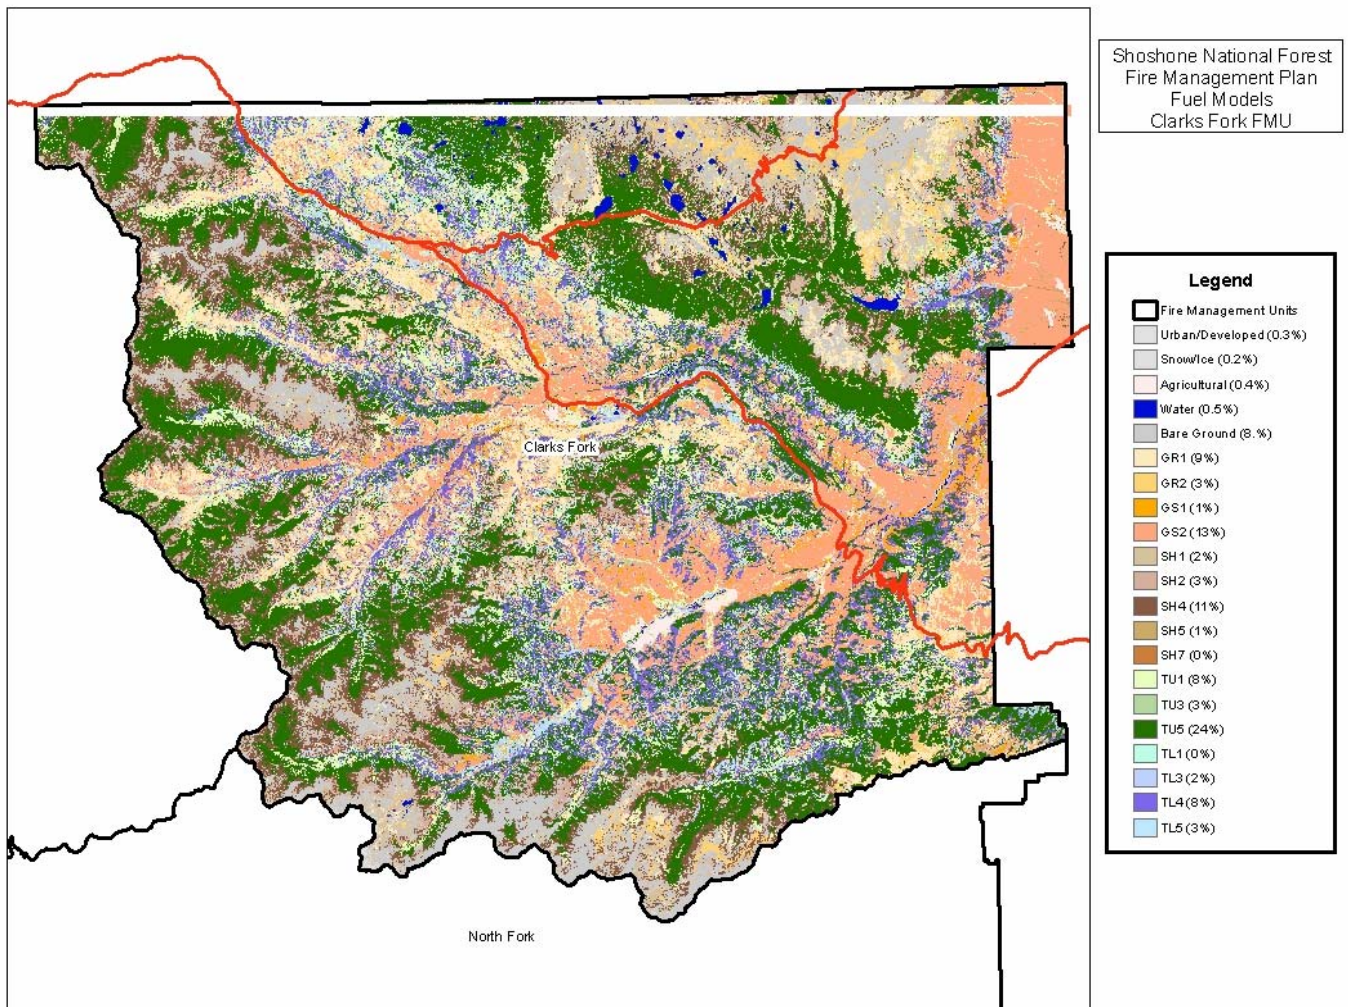 Shoshone National Forest
Fire Management Plan
Fuel Models
Clarks Fork FMU
Legend
Fire Management Units
Urban/Developed (0.3%)
Snow/Ice (0.2%)
Agricultural (0.4%)
Water (0.5%)
Bare Ground (8.%)
GR1 (9%)
GR2 (3%)
GS1 (1%)
GS2 (13%)
SH1 (2%)
SH2 (3%)
SH4 (11%)
SH5 (1%)
SH7 (0%)
TU1 (8%)
TU3 (3%)
TU5 (24%)
TL1 (0%)
TL3 (2%)
TL4 (8%)
TL5 (3%)
Clarks Fork
North Fork